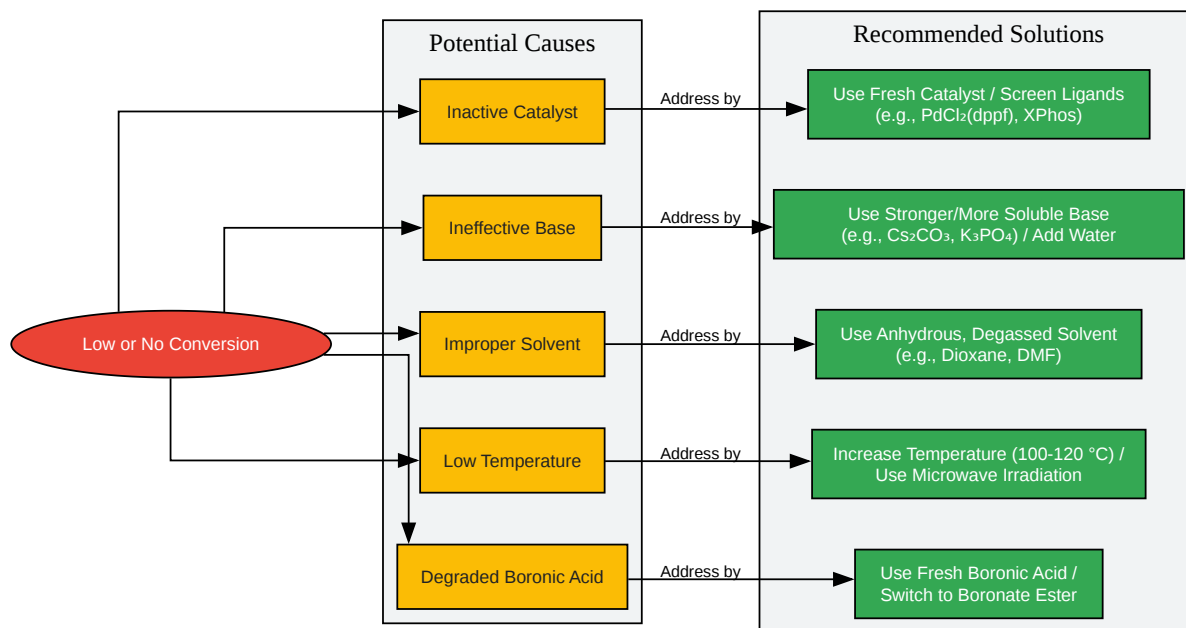 Potential Causes
Recommended Solutions
Inactive Catalyst
Address by
Use Fresh Catalyst / Screen Ligands
(e.g., PdCl₂(dppf), XPhos)
Ineffective Base
Address by
Use Stronger/More Soluble Base
(e.g., Cs₂CO₃, K₃PO₄) / Add Water
Low or No Conversion
Improper Solvent
Address by
Use Anhydrous, Degassed Solvent
(e.g., Dioxane, DMF)
Low Temperature
Address by
Increase Temperature (100-120 °C) /
Use Microwave Irradiation
Degraded Boronic Acid
Address by
Use Fresh Boronic Acid /
Switch to Boronate Ester